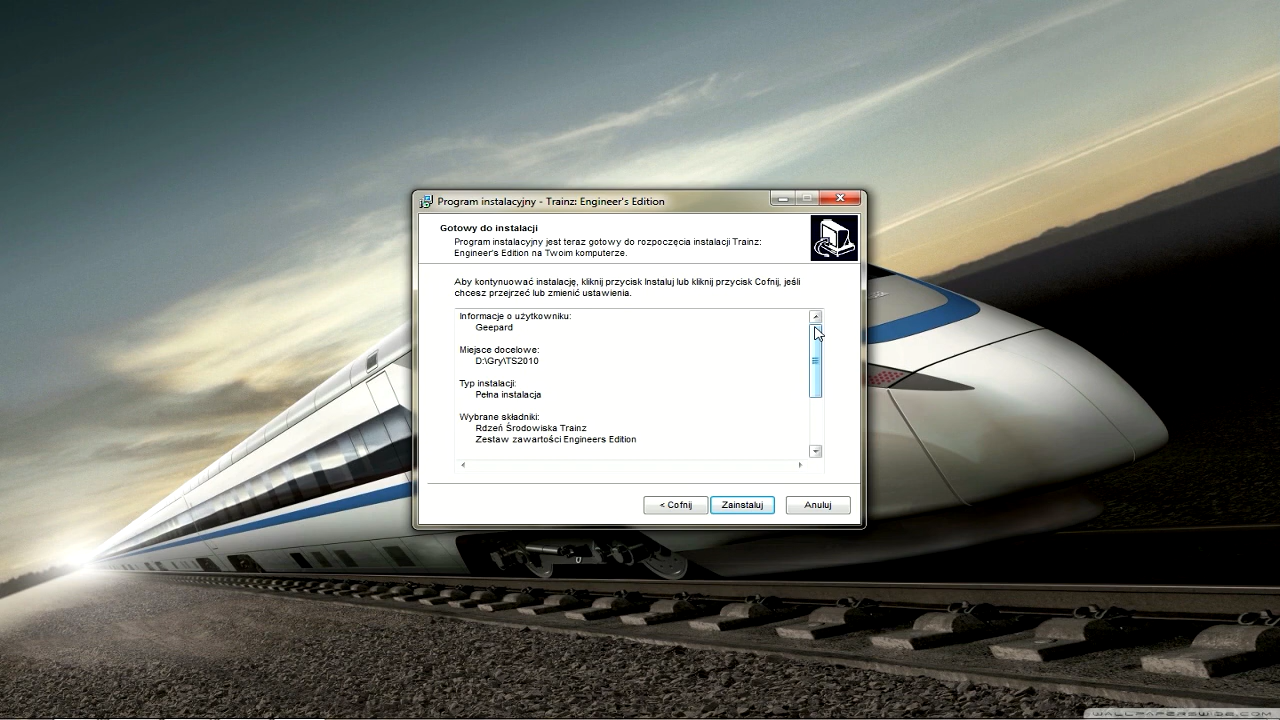 Program instalacyjny - Trainz: Engineer's Edition
Gotowy do instalacji
Program instalacyjny jest teraz gotowy do rozpoczęcia instalacji Trainz:
Engineer's Edition na Twoim komputerze.
Aby kontynuować instalację, kliknij przycisk Instaluj lub kliknij przycisk Cofnij, jeśli
chcesz przejrzeć lub zmienić ustawienia.
Informacje o użytkowniku:
Geepard
Miejsce docelowe:
D:\Gry\TS2010
Typ instalacji:
Pełna instalacja
Wybrane składniki:
Rdzeń Środowiska Trainz
Zestaw zawartości Engineers Edition
< Cofnij
Zainstaluj
Anuluj
WALLPAPERSWIDE.COM